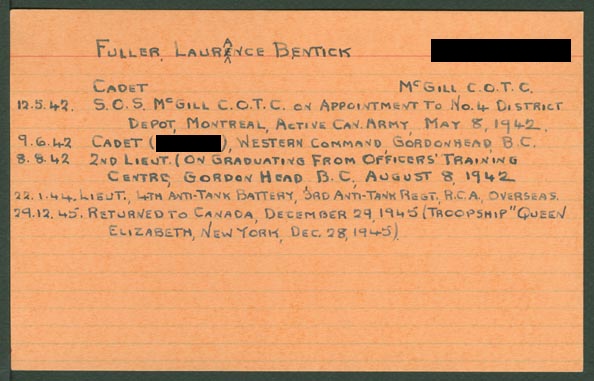 FULLER, LAURANCE BENTICK
CADET McGILL C.O.T.C.
12.5.42. S.O.S. McGILL C.O.T.C. ON APPOINTMENT TO No. 4 DISTRICT
DEPOT, MONTREAL, ACTIVE CAN. ARMY, MAY 8, 1942.
9.6.42 CADET ( ), WESTERN COMMAND, GORDONHEAD, B.C.
8.8.42 2ND LIEUT. (ON GRADUATING FROM OFFICERS' TRAINING
CENTRE, GORDON HEAD, B.C., AUGUST 8, 1942
22.1.44. LIEUT., 4TH ANTI-TANK BATTERY, 3RD ANTI-TANK REGT., R.C.A., OVERSEAS.
29.12.45. RETURNED TO CANADA, DECEMBER 29, 1945 (TROOPSHIP "QUEEN
ELIZABETH, NEW YORK, DEC. 28, 1945).